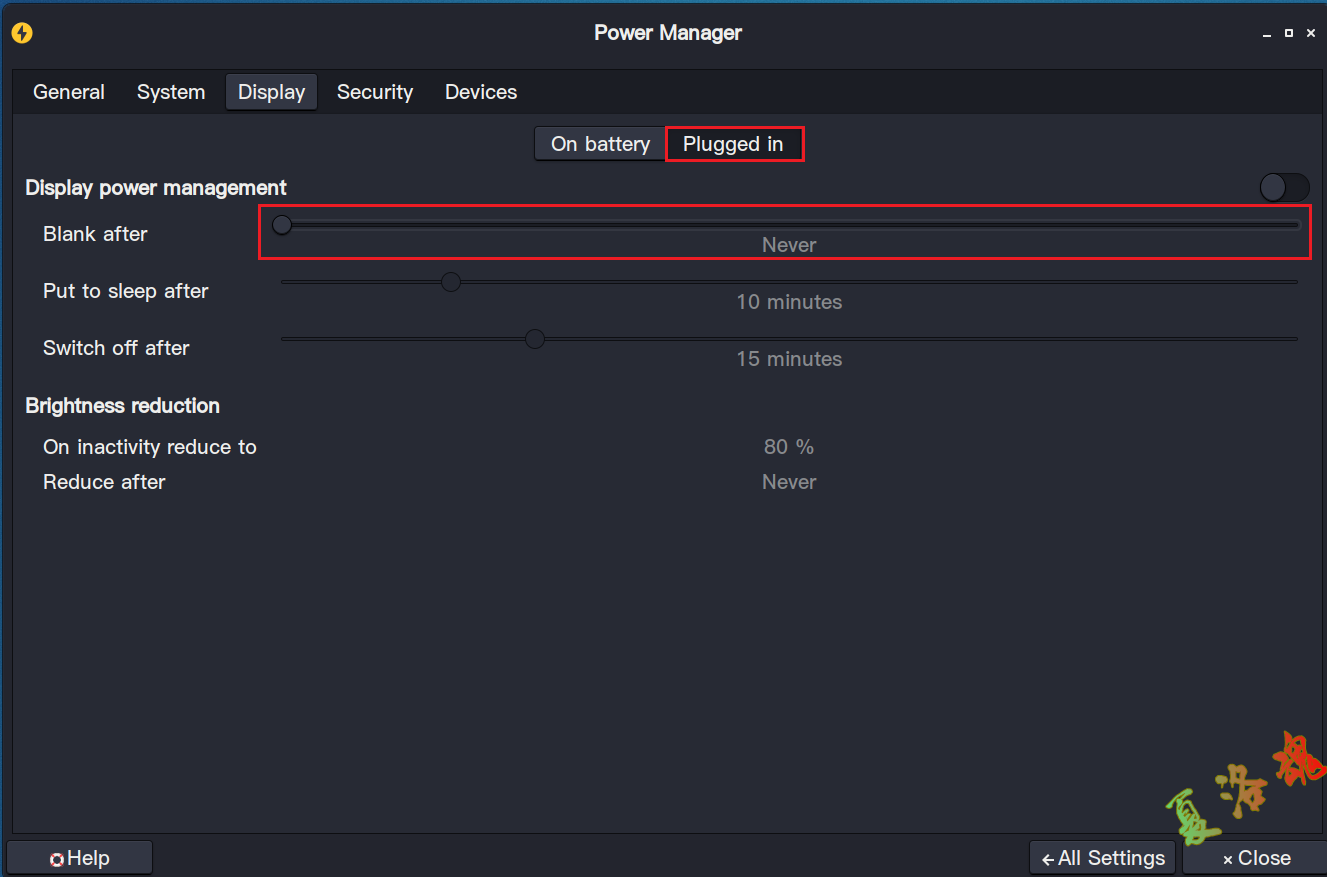 Power Manager
General System Display Security Devices
On battery Plugged in
Display power management
Blank after
Never
Put to sleep after
10 minutes
Switch off after
15 minutes
Brightness reduction
On inactivity reduce to 80 %
Reduce after Never
夏洛
Help ←All Settings × Close